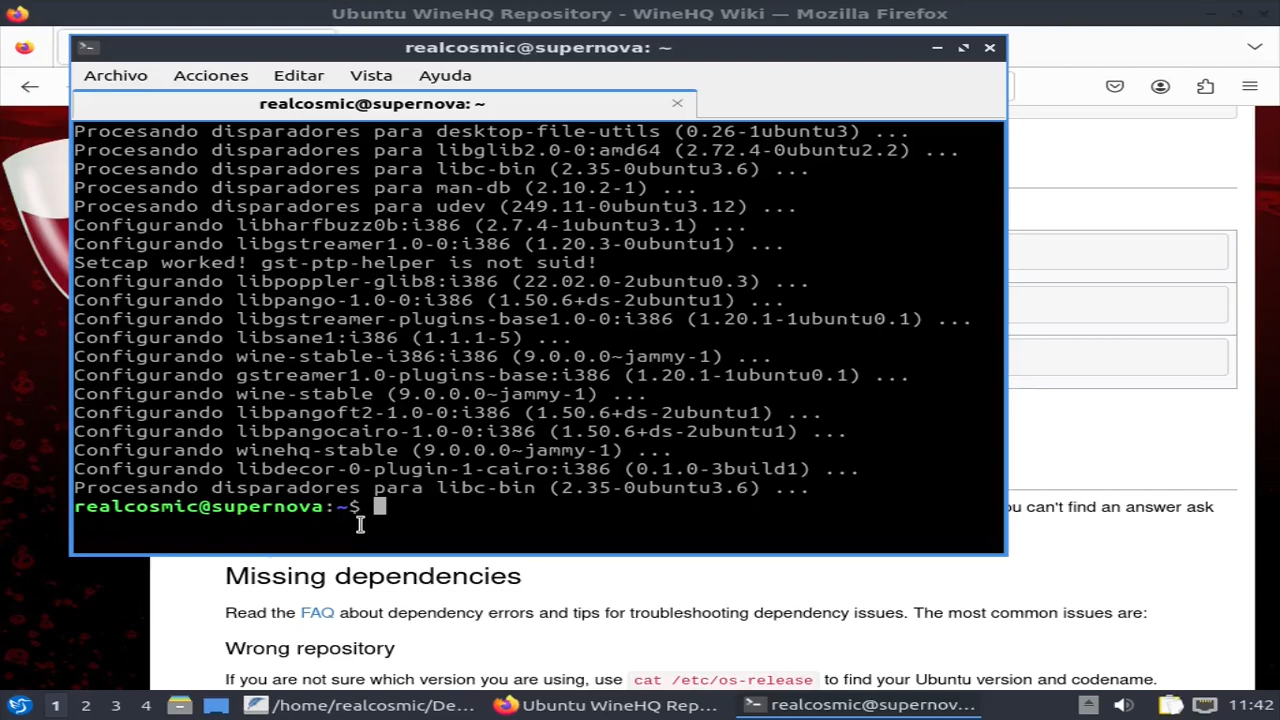 Ubuntu WineHQ Repository - WineHQ Wiki — Mozilla Firefox
realcosmic@supernova: ~
Archivo Acciones Editar Vista Ayuda
realcosmic@supernova: ~
Procesando disparadores para desktop-file-utils (0.26-1ubuntu3) ...
Procesando disparadores para libglib2.0-0:amd64 (2.72.4-0ubuntu2.2) ...
Procesando disparadores para libc-bin (2.35-0ubuntu3.6) ...
Procesando disparadores para man-db (2.10.2-1) ...
Procesando disparadores para udev (249.11-0ubuntu3.12) ...
Configurando libharfbuzz0b:i386 (2.7.4-1ubuntu3.1) ...
Configurando libgstreamer1.0-0:i386 (1.20.3-0ubuntu1) ...
Setcap worked! gst-ptp-helper is not suid!
Configurando libpoppler-glib8:i386 (22.02.0-2ubuntu0.3) ...
Configurando libpango-1.0-0:i386 (1.50.6+ds-2ubuntu1) ...
Configurando libgstreamer-plugins-base1.0-0:i386 (1.20.1-1ubuntu0.1) ...
Configurando libsane1:i386 (1.1.1-5) ...
Configurando wine-stable-i386:i386 (9.0.0.0~jammy-1) ...
Configurando gstreamer1.0-plugins-base:i386 (1.20.1-1ubuntu0.1) ...
Configurando wine-stable (9.0.0.0~jammy-1) ...
Configurando libpangoft2-1.0-0:i386 (1.50.6+ds-2ubuntu1) ...
Configurando libpangocairo-1.0-0:i386 (1.50.6+ds-2ubuntu1) ...
Configurando winehq-stable (9.0.0.0~jammy-1) ...
Configurando libdecor-0-plugin-1-cairo:i386 (0.1.0-3build1) ...
Procesando disparadores para libc-bin (2.35-0ubuntu3.6) ...
realcosmic@supernova:~$
ou can't find an answer ask
Missing dependencies
Read the FAQ about dependency errors and tips for troubleshooting dependency issues. The most common issues are:
Wrong repository
If you are not sure which version you are using, use cat /etc/os-release to find your Ubuntu version and codename.
1 2 3 4 /home/realcosmic/De... Ubuntu WineHQ Rep... realcosmic@supernov... 11:42